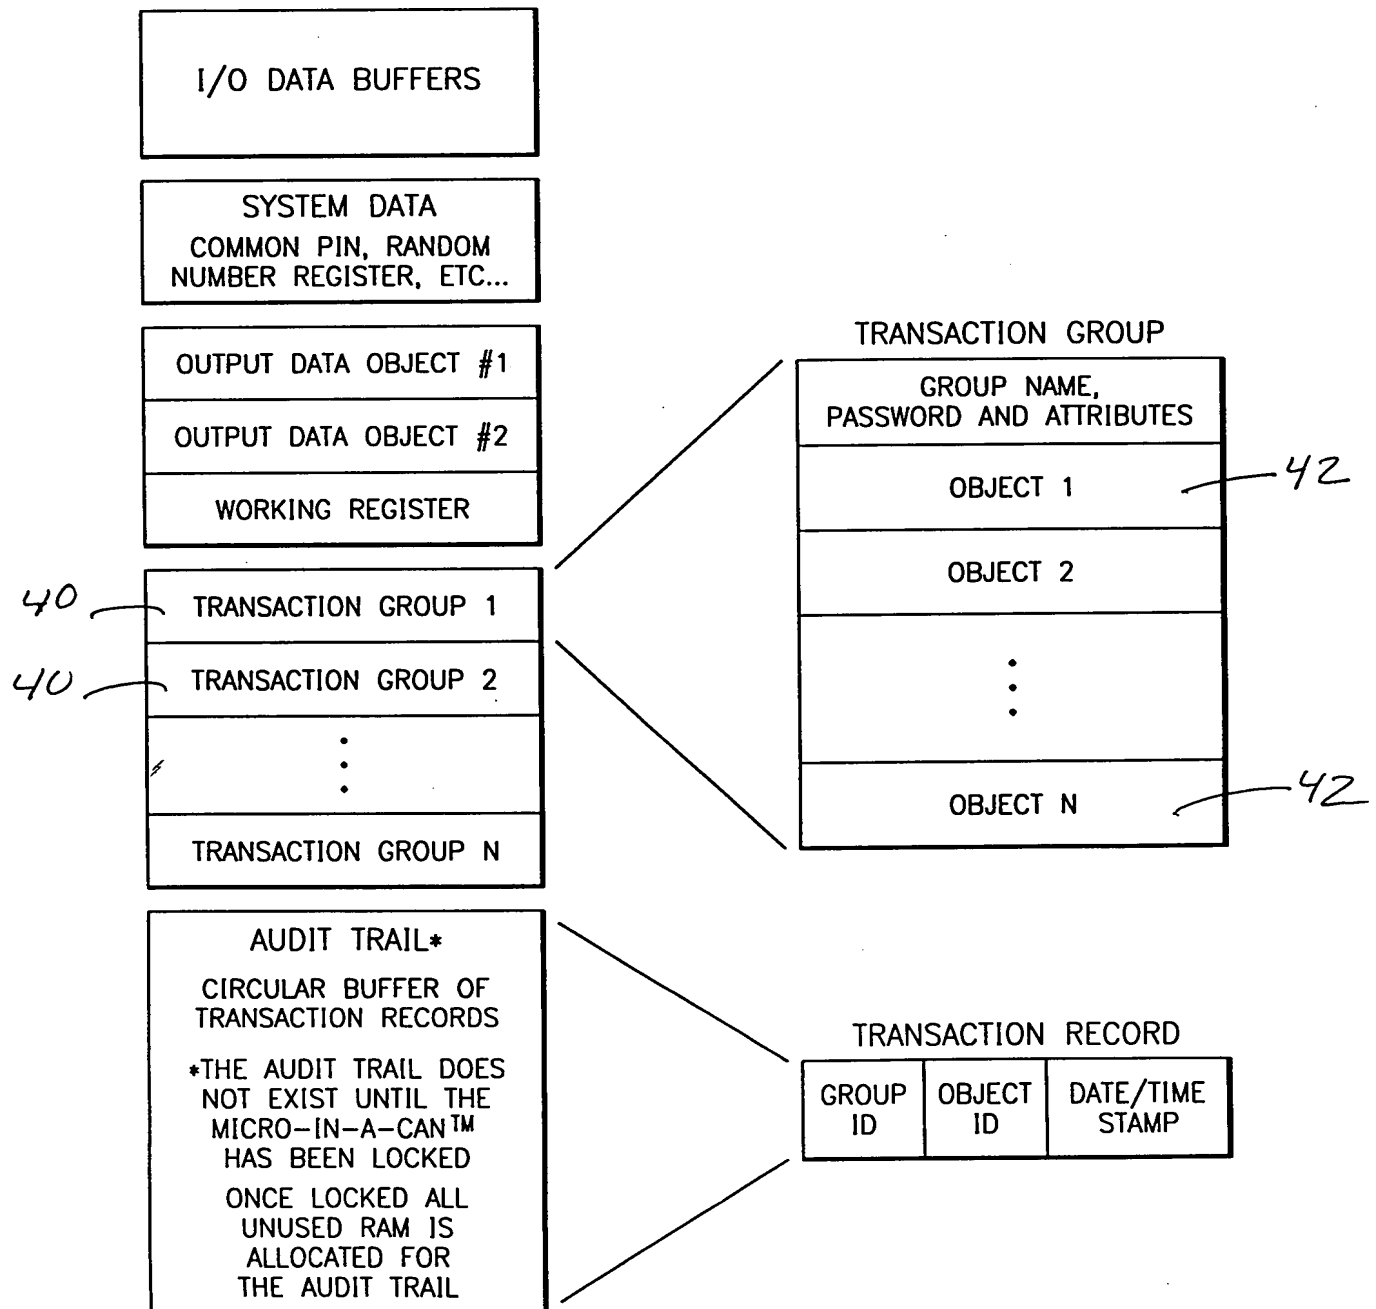 I/O DATA BUFFERS
SYSTEM DATA
COMMON PIN, RANDOM
NUMBER REGISTER, ETC...
OUTPUT DATA OBJECT #1
OUTPUT DATA OBJECT #2
WORKING REGISTER
40
TRANSACTION GROUP 1
40
TRANSACTION GROUP 2
TRANSACTION GROUP N
TRANSACTION GROUP
GROUP NAME,
PASSWORD AND ATTRIBUTES
OBJECT 1
42
OBJECT 2
OBJECT N
42
AUDIT TRAIL*
CIRCULAR BUFFER OF
TRANSACTION RECORDS
*THE AUDIT TRAIL DOES
NOT EXIST UNTIL THE
MICRO-IN-A-CAN™
HAS BEEN LOCKED
ONCE LOCKED ALL
UNUSED RAM IS
ALLOCATED FOR
THE AUDIT TRAIL
TRANSACTION RECORD
GROUP
ID
OBJECT
ID
DATE/TIME
STAMP